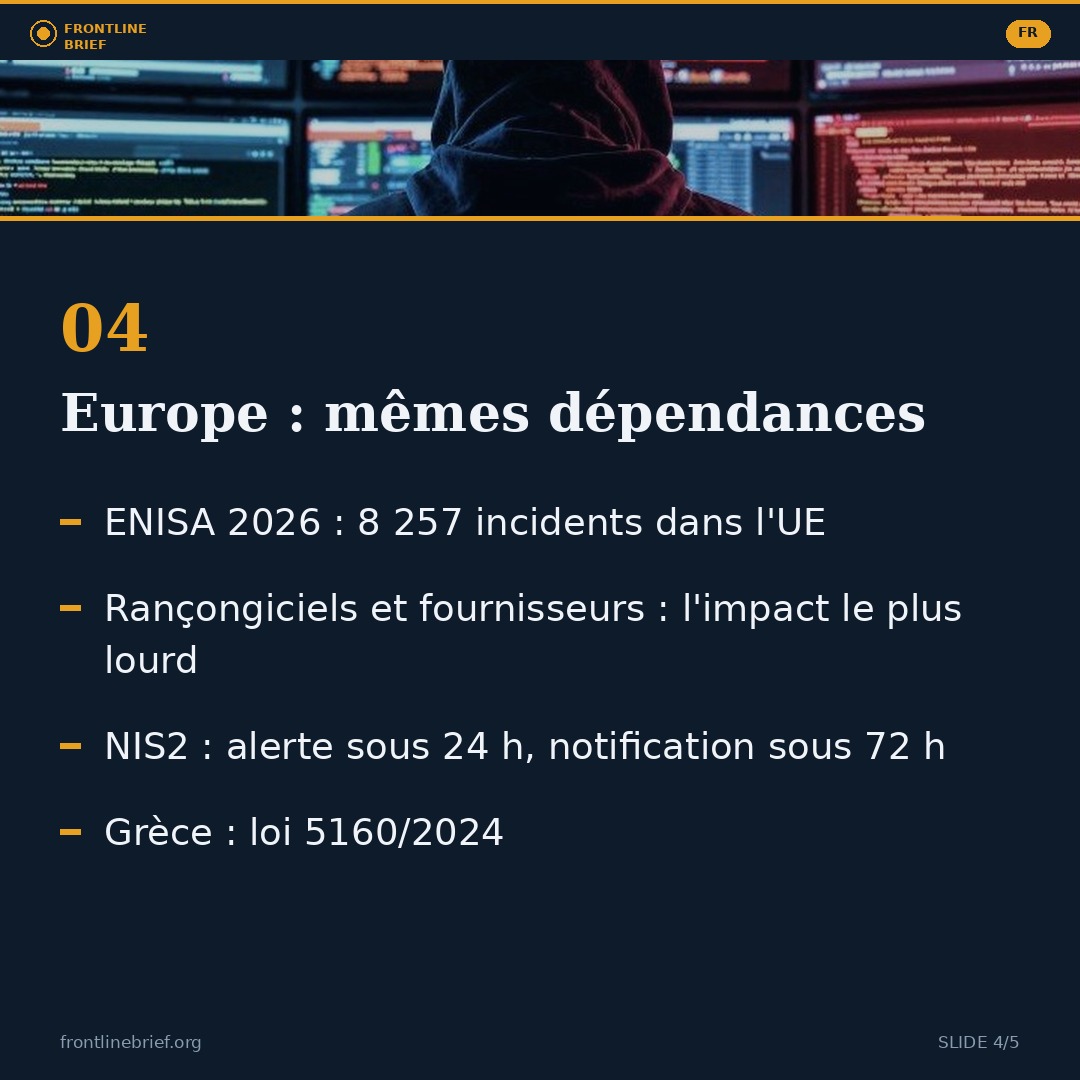 FRONTLINE
BRIEF
FR
04
Europe : mêmes dépendances
ENISA 2026 : 8 257 incidents dans l'UE
Rançongiciels et fournisseurs : l'impact le plus
lourd
NIS2 : alerte sous 24 h, notification sous 72 h
Grèce : loi 5160/2024
frontlinebrief.org
SLIDE 4/5